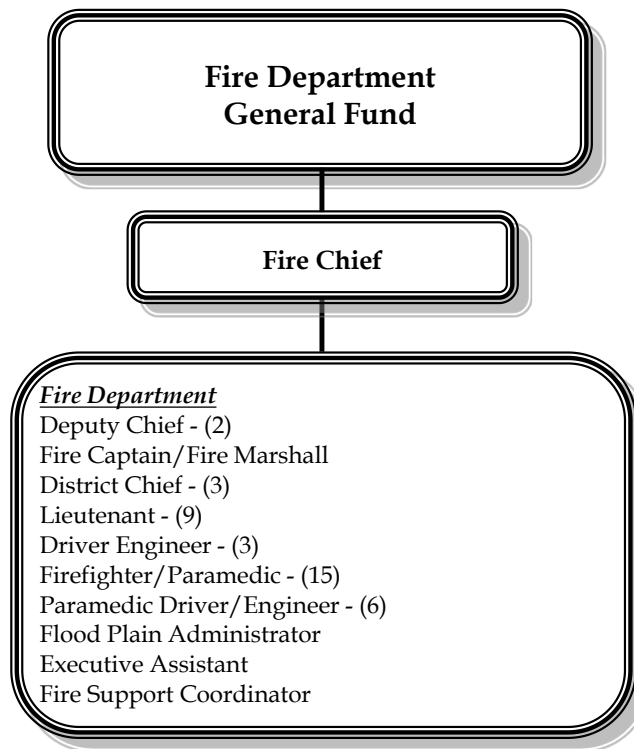 Fire Department
General Fund
Fire Chief
Fire Department
Deputy Chief - (2)
Fire Captain/Fire Marshall
District Chief - (3)
Lieutenant - (9)
Driver Engineer - (3)
Firefighter/Paramedic - (15)
Paramedic Driver/Engineer - (6)
Flood Plain Administrator
Executive Assistant
Fire Support Coordinator